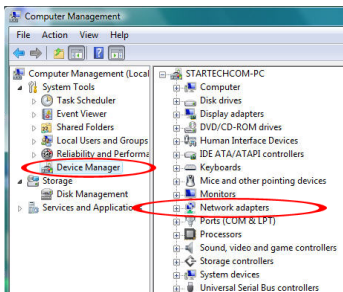 Computer Management
File Action View Help
Computer Management (Local
System Tools
Task Scheduler
Event Viewer
Shared Folders
Local Users and Groups
Reliability and Performa
Device Manager
Storage
Disk Management
Services and Application
STARTECHCOM-PC
Computer
Disk drives
Display adapters
DVD/CD-ROM drives
Human Interface Devices
IDE ATA/ATAPI controllers
Keyboards
Mice and other pointing devices
Monitors
Network adapters
Ports (COM & LPT)
Processors
Sound, video and game controllers
Storage controllers
System devices
Universal Serial Bus controllers